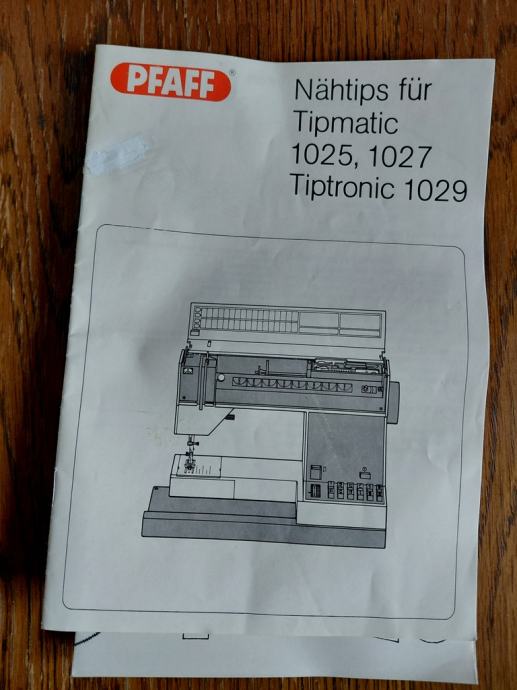 PFAFF®
Nähtips für
Tipmatic
1025, 1027
Tiptronic 1029